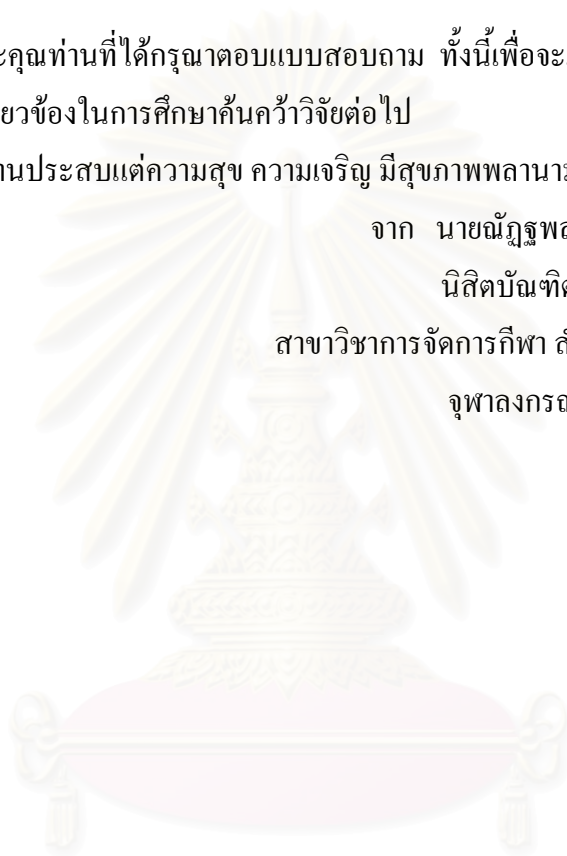 ะคุณท่านที่ได้กรุณาตอบแบบสอบถาม ทั้งนี้เพื่อจะ
ยวข้องในการศึกษาค้นคว้าวิจัยต่อไป
านประสบแต่ความสุข ความเจริญ มีสุขภาพพลานาม
จาก นายณัฏฐพล
นิสิตบัณฑิต
สาขาวิชาการจัดการกีฬา สํ
จุฬาลงกรณ